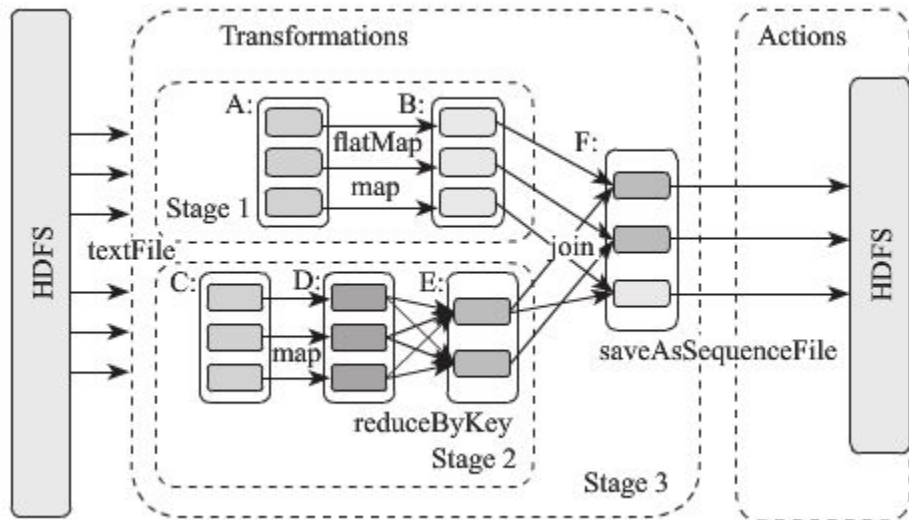 Transformations
Actions
HDFS
textFile
A:
B:
flatMap
map
Stage 1
F:
join
C:
D:
E:
map
reduceByKey
Stage 2
Stage 3
saveAsSequenceFile
HDFS